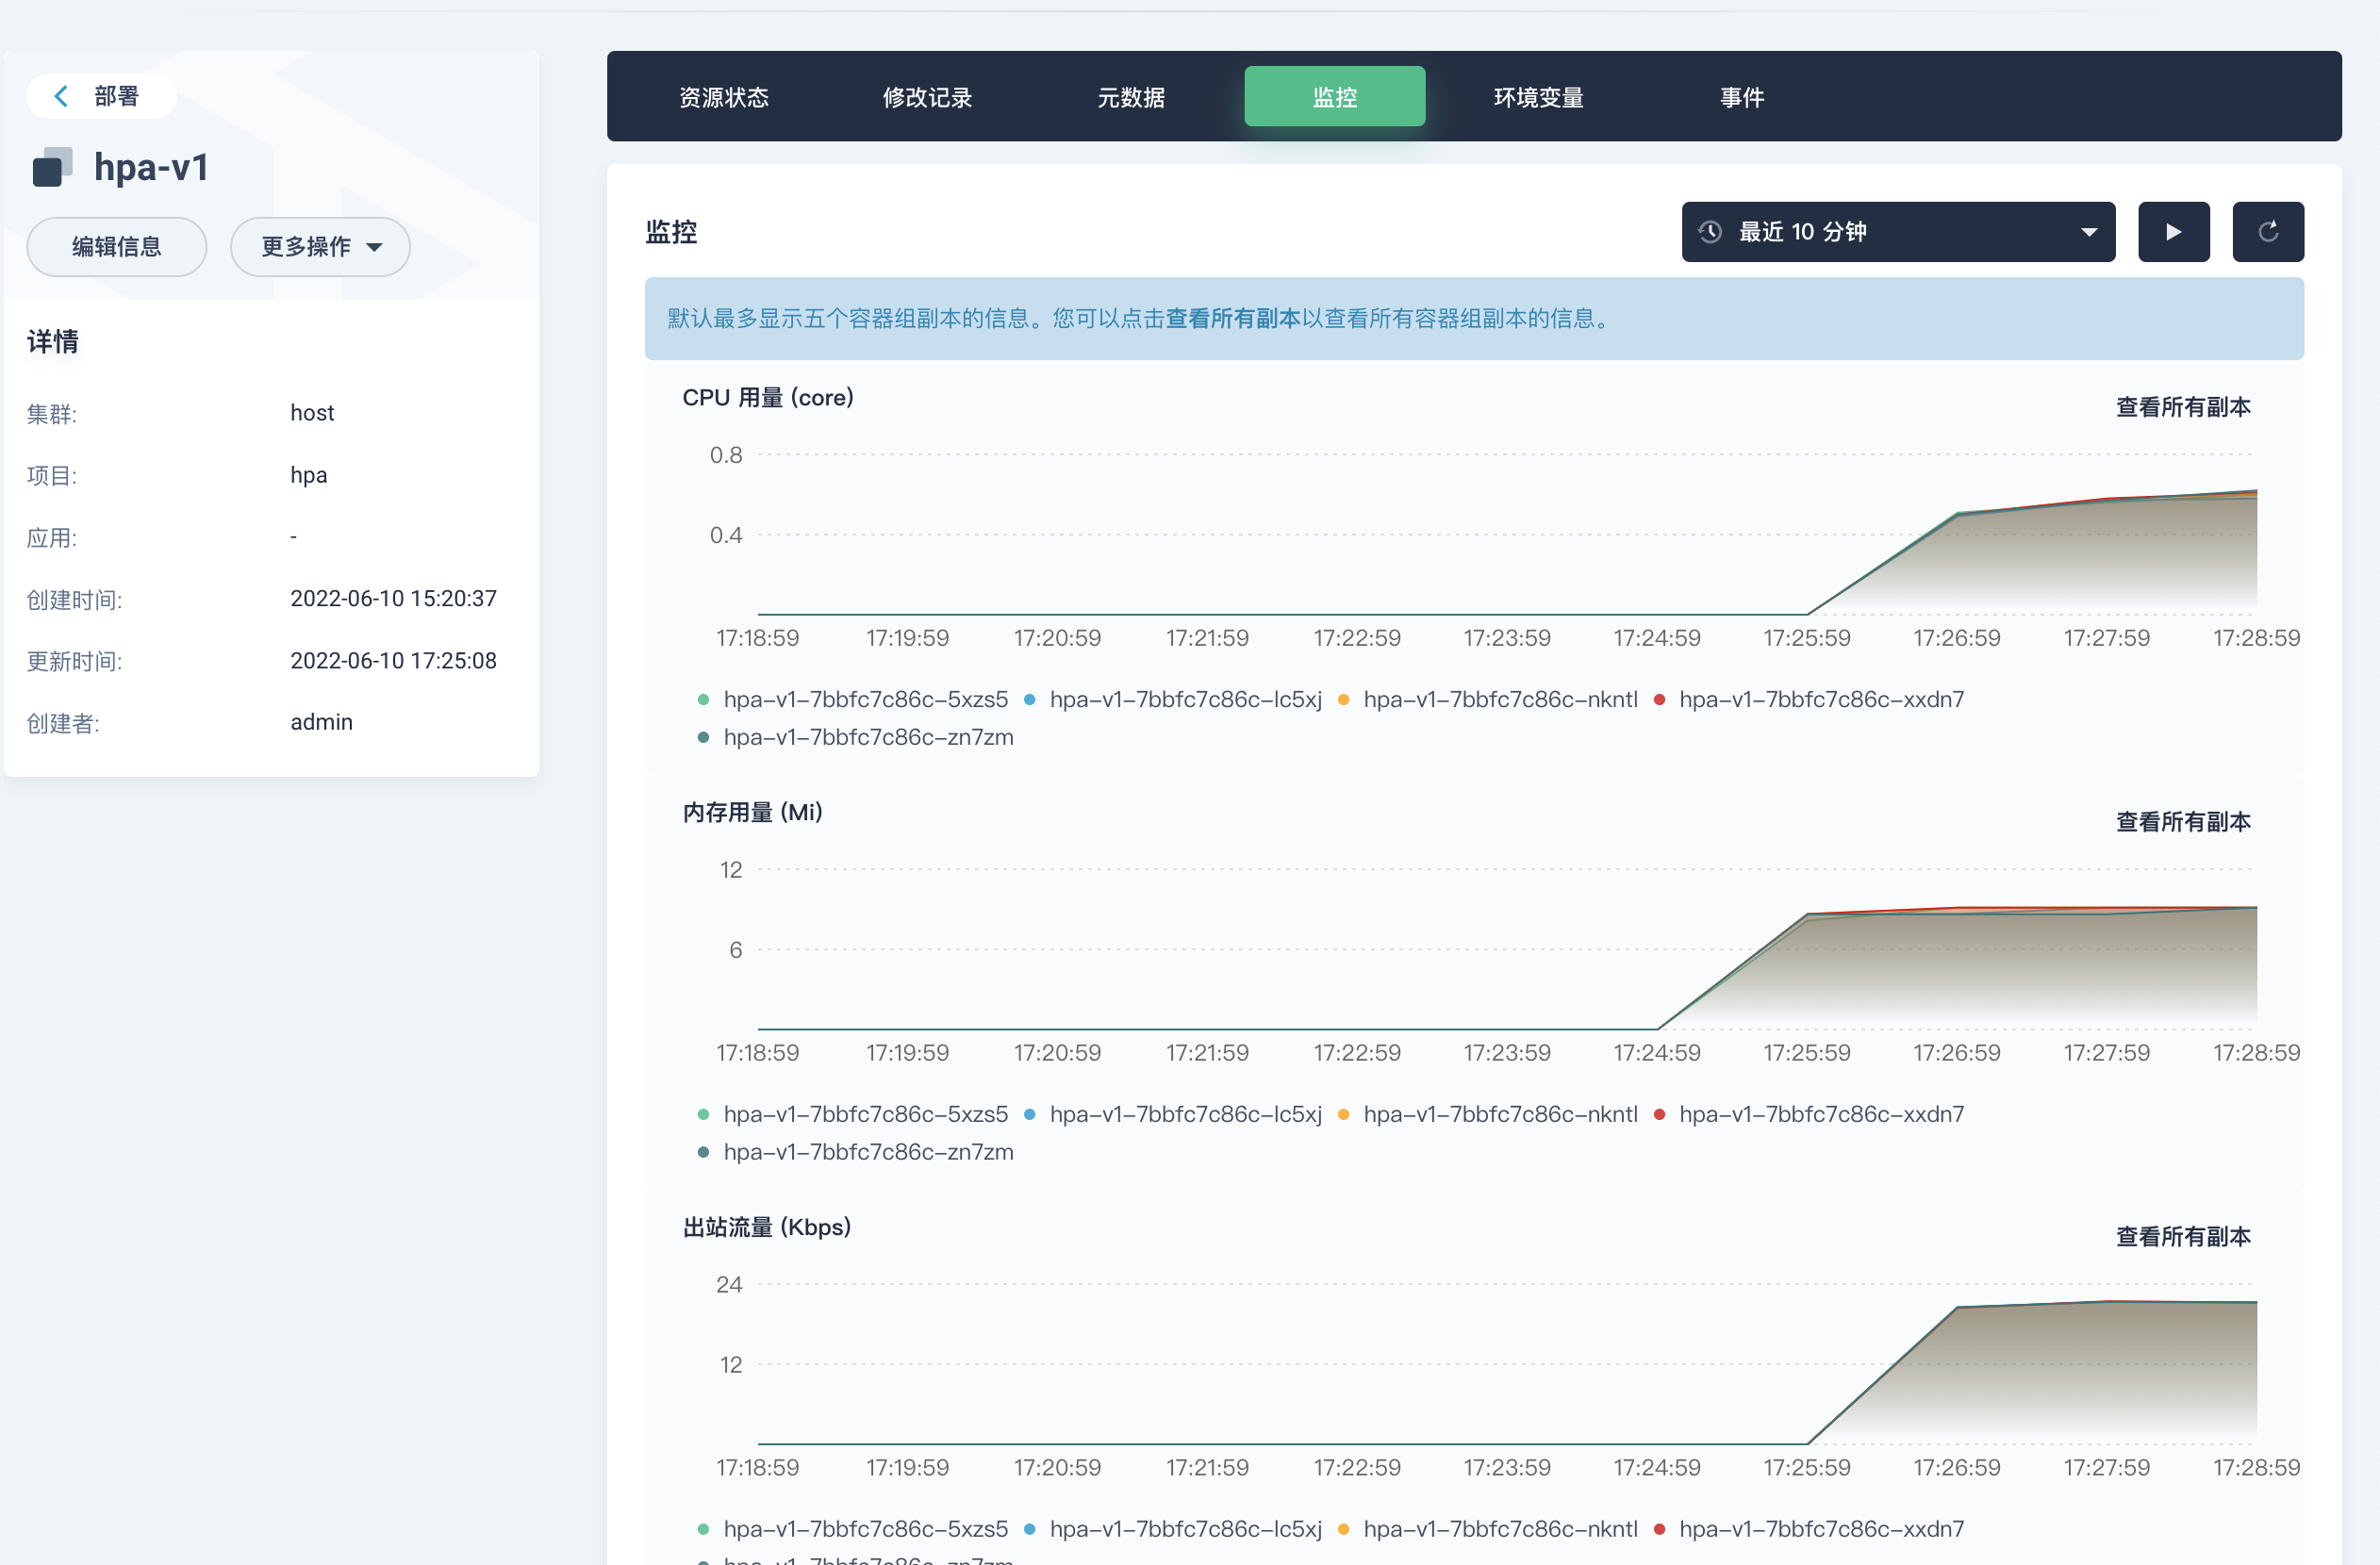 部署
hpa-v1
编辑信息
更多操作
详情
集群: host
项目: hpa
应用: -
创建时间: 2022-06-10 15:20:37
更新时间: 2022-06-10 17:25:08
创建者: admin
资源状态 修改记录 元数据 监控 环境变量 事件
监控
最近 10 分钟
默认最多显示五个容器组副本的信息。您可以点击查看所有副本以查看所有容器组副本的信息。
CPU 用量 (core)
查看所有副本
0.8
0.4
17:18:59 17:19:59 17:20:59 17:21:59 17:22:59 17:23:59 17:24:59 17:25:59 17:26:59 17:27:59 17:28:59
hpa-v1-7bbfc7c86c-5xzs5 hpa-v1-7bbfc7c86c-lc5xj hpa-v1-7bbfc7c86c-nkntl hpa-v1-7bbfc7c86c-xxdn7
hpa-v1-7bbfc7c86c-zn7zm
内存用量 (Mi)
查看所有副本
12
6
17:18:59 17:19:59 17:20:59 17:21:59 17:22:59 17:23:59 17:24:59 17:25:59 17:26:59 17:27:59 17:28:59
hpa-v1-7bbfc7c86c-5xzs5 hpa-v1-7bbfc7c86c-lc5xj hpa-v1-7bbfc7c86c-nkntl hpa-v1-7bbfc7c86c-xxdn7
hpa-v1-7bbfc7c86c-zn7zm
出站流量 (Kbps)
查看所有副本
24
12
17:18:59 17:19:59 17:20:59 17:21:59 17:22:59 17:23:59 17:24:59 17:25:59 17:26:59 17:27:59 17:28:59
hpa-v1-7bbfc7c86c-5xzs5 hpa-v1-7bbfc7c86c-lc5xj hpa-v1-7bbfc7c86c-nkntl hpa-v1-7bbfc7c86c-xxdn7
hpa-v1-7bbfc7c86c-zn7zm